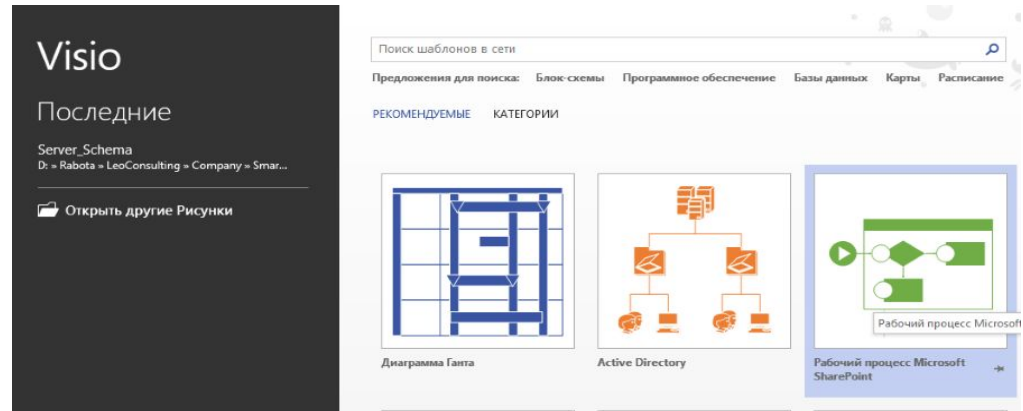 Visio
Последние
Server_Schema
D: » Rabota » LeoConsulting » Company » Smar...
Открыть другие Рисунки
Поиск шаблонов в сети
Предложения для поиска: Блок-схемы Программное обеспечение Базы данных Карты Расписание
РЕКОМЕНДУЕМЫЕ КАТЕГОРИИ
Рабочий процесс Microsoft
Диаграмма Ганта
Active Directory
Рабочий процесс Microsoft
SharePoint